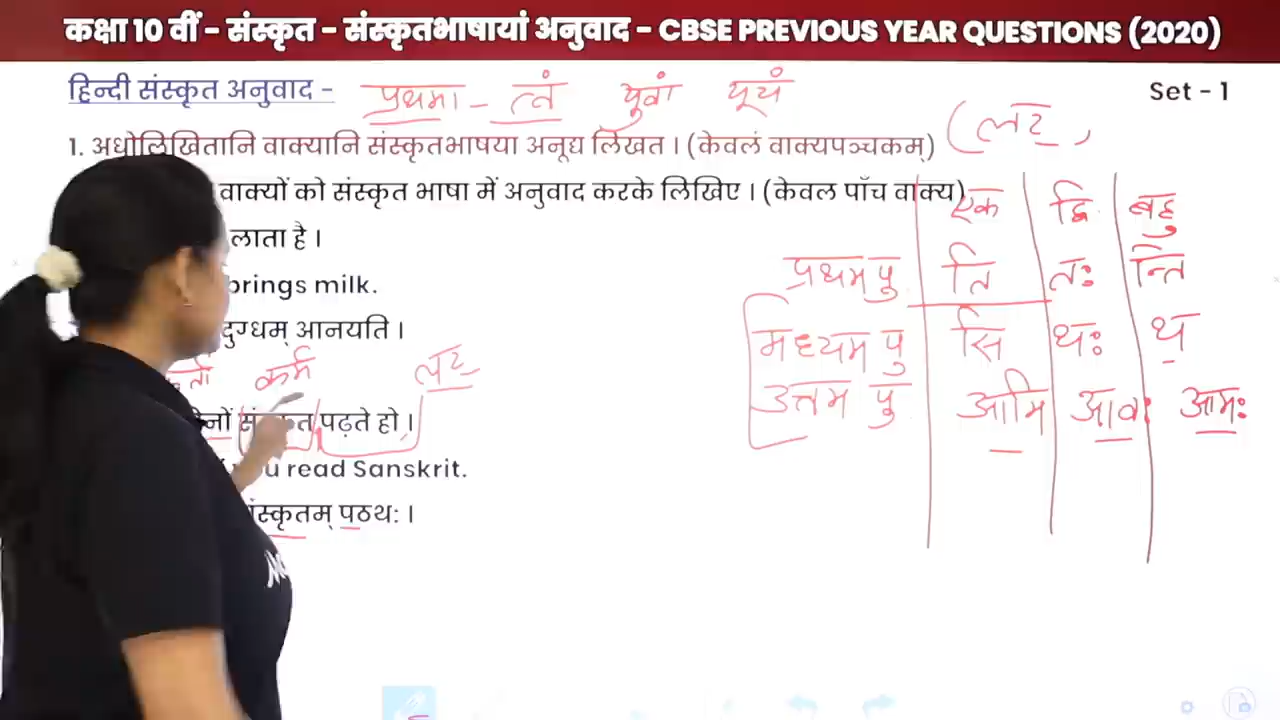 कक्षा 10 वीं - संस्कृत - संस्कृतभाषायां अनुवाद - CBSE PREVIOUS YEAR QUESTIONS (2020)
हिन्दी संस्कृत अनुवाद - प्रथमा - त्वं युवां यूयं
Set - 1
1. अधोलिखितानि वाक्यानि संस्कृतभाषया अनूद्य लिखत । (केवलं वाक्यपञ्चकम्) (लट् ,
वाक्यों को संस्कृत भाषा में अनुवाद करके लिखिए । (केवल पाँच वाक्य)
एक द्वि बहु
लाता है ।
प्रथम पु ति तः न्ति
brings milk.
दुग्धम् आनयति ।
मध्यम पु सि थः थ
कर्म लट्
उत्तम पु आमि आवः आमः
संस्कृत पढ़ते हो ।
read Sanskrit.
पठथः ।